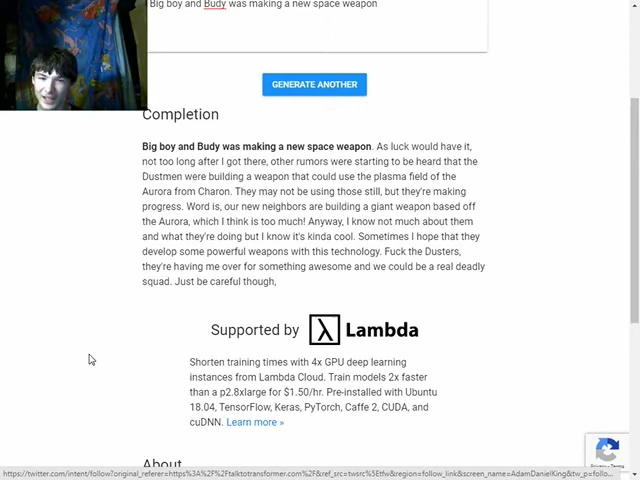 Big boy and Budy was making a new space weapon
GENERATE ANOTHER
Completion
Big boy and Budy was making a new space weapon. As luck would have it,
not too long after I got there, other rumors were starting to be heard that the
Dustmen were building a weapon that could use the plasma field of the
Aurora from Charon. They may not be using those still, but they're making
progress. Word is, our new neighbors are building a giant weapon based off
the Aurora, which I think is too much! Anyway, I know not much about them
and what they're doing but I know it's kinda cool. Sometimes I hope that they
develop some powerful weapons with this technology. Fuck the Dusters,
they're having me over for something awesome and we could be a real deadly
squad. Just be careful though,
Supported by λ Lambda
Shorten training times with 4x GPU deep learning
instances from Lambda Cloud. Train models 2x faster
than a p2.8xlarge for $1.50/hr. Pre-installed with Ubuntu
18.04, TensorFlow, Keras, PyTorch, Caffe 2, CUDA, and
cuDNN. Learn more »
About
Privacy - Terms
https://twitter.com/intent/follow?original_referer=https%3A%2F%2Ftalktotransformer.com%2F&ref_src=twsrc%5Etfw&region=follow_link&screen_name=AdamDanielKing&tw_p=follo...